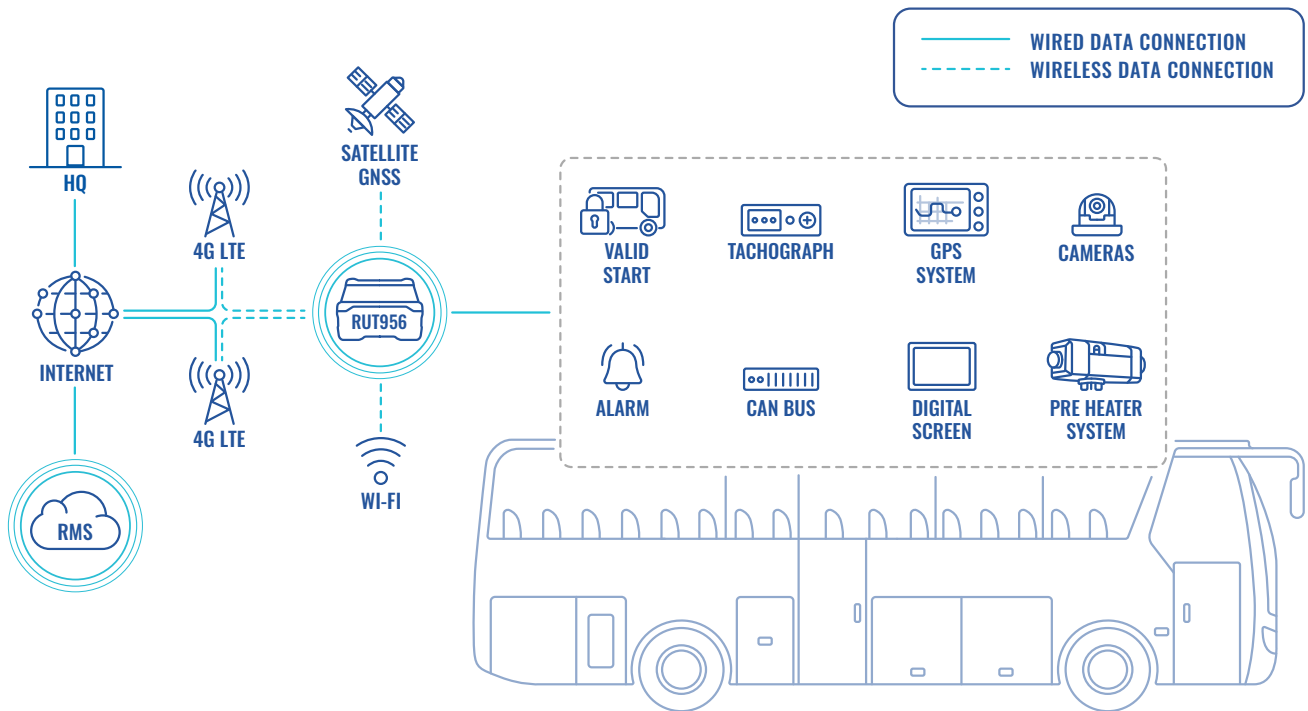 WIRED DATA CONNECTION
WIRELESS DATA CONNECTION
HQ
4G LTE
INTERNET
4G LTE
RMS
SATELLITE
GNSS
RUT956
WI-FI
VALID
START
TACHOGRAPH
GPS
SYSTEM
CAMERAS
ALARM
CAN BUS
DIGITAL
SCREEN
PRE HEATER
SYSTEM